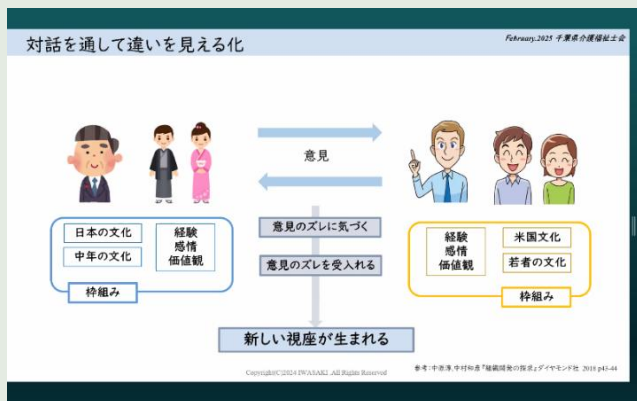 対話を通して違いを見える化
February.2025 千葉県介護福祉士会
意見
日本の文化
中年の文化
経験
感情
価値観
枠組み
意見のズレに気づく
意見のズレを受入れる
経験
感情
価値観
米国文化
若者の文化
枠組み
新しい視座が生まれる
Copyright(C)2024 IWASAKI .All Rights Reserved
参考:中原淳,中村和彦『組織開発の探求』ダイヤモンド社 2018 p43-44